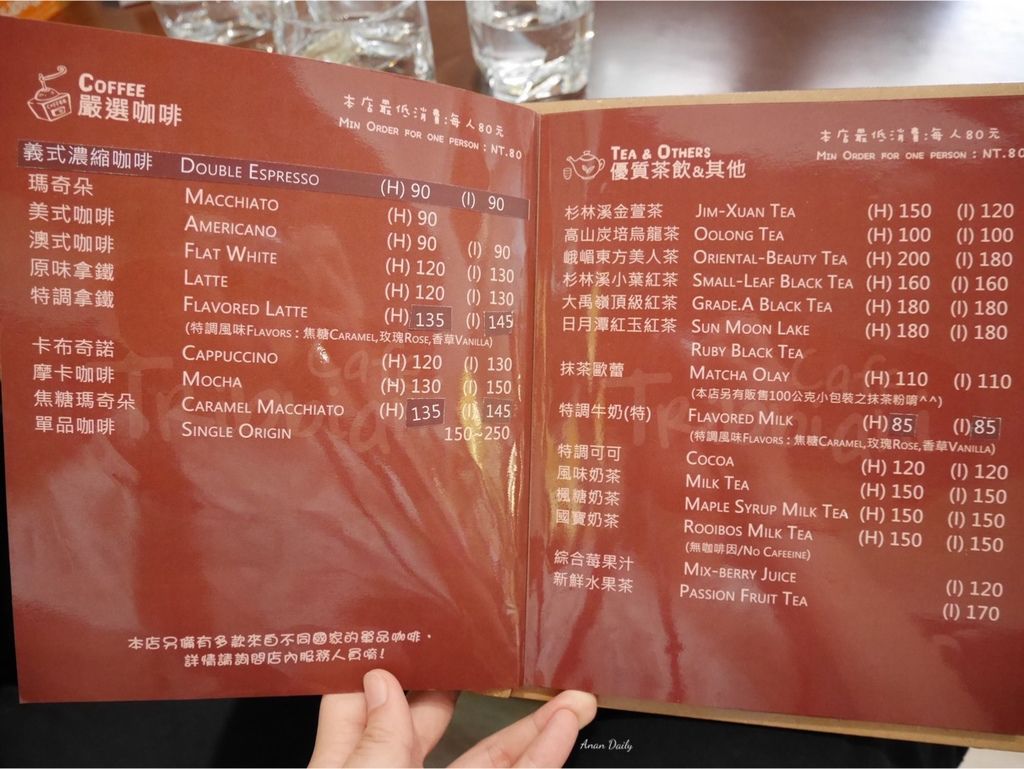 COFFEE
嚴選咖啡
本店最低消費:每人80元
MIN ORDER FOR ONE PERSON : NT.80
義式濃縮咖啡 DOUBLE ESPRESSO (H) 90 (I) 90
瑪奇朵 MACCHIATO (H) 90
美式咖啡 AMERICANO (H) 90 (I) 90
澳式咖啡 FLAT WHITE (H) 120 (I) 130
原味拿鐵 LATTE (H) 120 (I) 130
特調拿鐵 FLAVORED LATTE (H) 135 (I) 145
(特調風味FLAVORS：焦糖CARAMEL,玫瑰ROSE,香草VANILLA)
卡布奇諾 CAPPUCCINO (H) 120 (I) 130
摩卡咖啡 MOCHA (H) 130 (I) 150
焦糖瑪奇朵 CARAMEL MACCHIATO (H) 135 (I) 145
單品咖啡 SINGLE ORIGIN 150~250
本店另備有多款來自不同國家的單品咖啡，
詳情請詢問店內服務人員唷!
TEA & OTHERS
優質茶飲&其他
本店最低消費:每人80元
MIN ORDER FOR ONE PERSON : NT.80
杉林溪金萱茶 JIM-XUAN TEA (H) 150 (I) 120
高山炭培烏龍茶 OOLONG TEA (H) 100 (I) 100
峨嵋東方美人茶 ORIENTAL-BEAUTY TEA (H) 200 (I) 180
杉林溪小葉紅茶 SMALL-LEAF BLACK TEA (H) 160 (I) 160
大禹嶺頂級紅茶 GRADE.A BLACK TEA (H) 180 (I) 180
日月潭紅玉紅茶 SUN MOON LAKE (H) 180 (I) 180
RUBY BLACK TEA
抹茶歐蕾 MATCHA OLAY (H) 110 (I) 110
(本店另有販售100公克小包裝之抹茶粉唷^^)
特調牛奶(特) FLAVORED MILK (H) 85 (I) 85
(特調風味FLAVORS：焦糖CARAMEL,玫瑰ROSE,香草VANILLA)
特調可可 COCOA (H) 120 (I) 120
風味奶茶 MILK TEA (H) 150 (I) 150
楓糖奶茶 MAPLE SYRUP MILK TEA (H) 150 (I) 150
國寶奶茶 ROOIBOS MILK TEA (H) 150 (I) 150
(無咖啡因/NO CAFEEINE)
綜合莓果汁 MIX-BERRY JUICE (I) 120
新鮮水果茶 PASSION FRUIT TEA (I) 170
Anan Daily